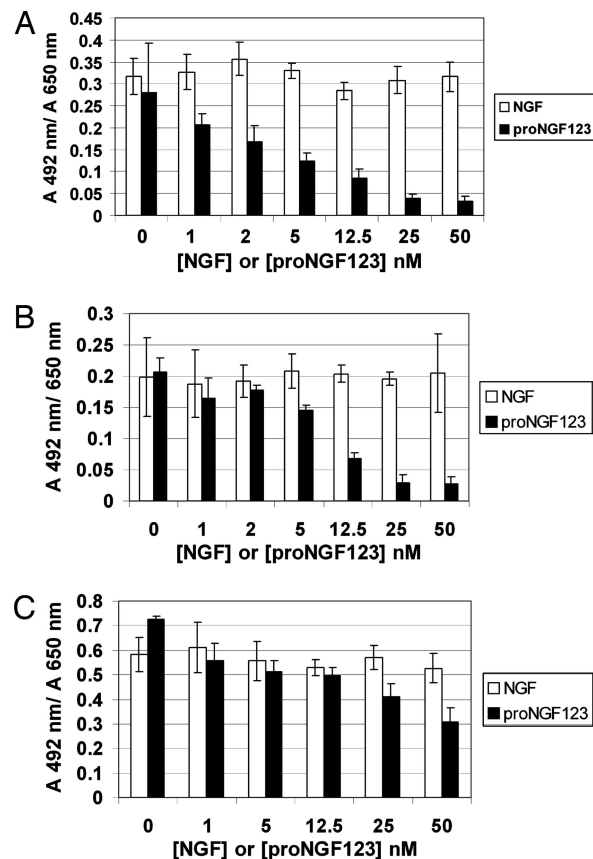 A
A 492 nm/ A 650 nm
0.45
0.4
0.35
0.3
0.25
0.2
0.15
0.1
0.05
0
0 1 2 5 12.5 25 50
[NGF] or [proNGF123] nM
NGF
proNGF123
B
A 492 nm/ 650 nm
0.3
0.25
0.2
0.15
0.1
0.05
0
0 1 2 5 12.5 25 50
[NGF] or [proNGF123] nM
NGF
proNGF123
C
A 492 nm/ A 650 nm
0.8
0.7
0.6
0.5
0.4
0.3
0.2
0.1
0
0 1 5 12.5 25 50
[NGF] or [proNGF123] nM
NGF
proNGF123